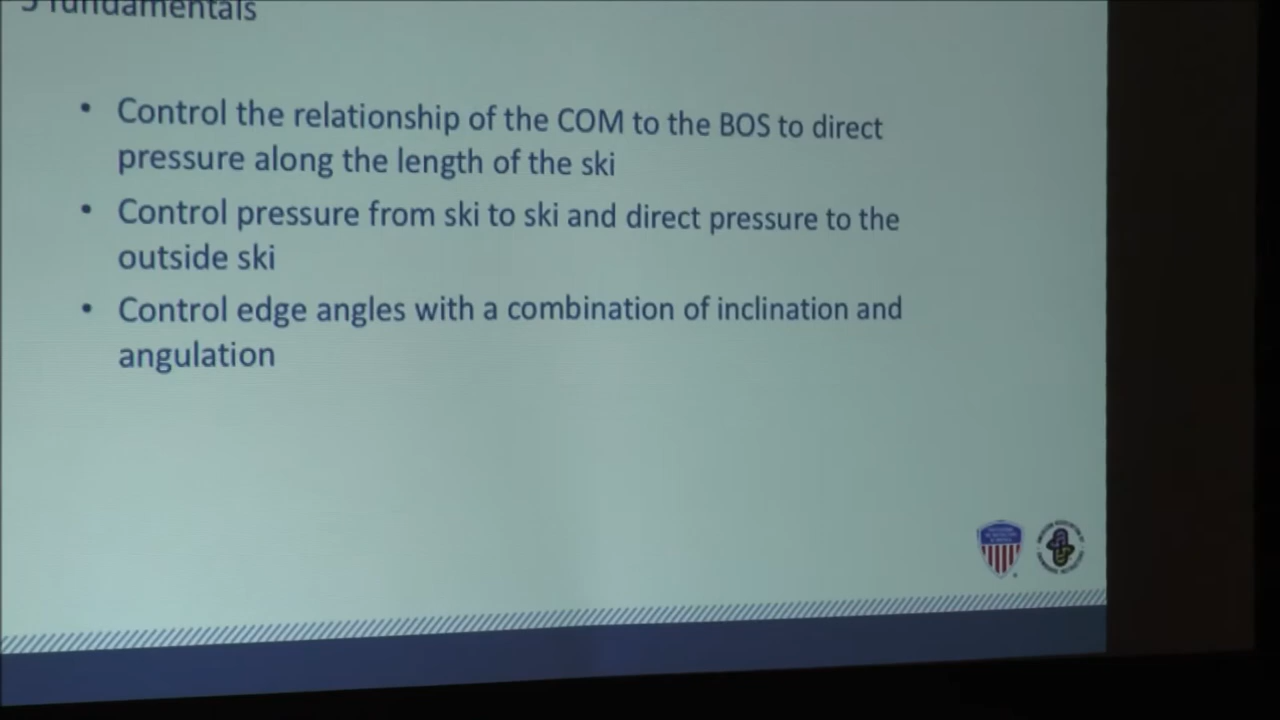 5 fundamentals
• Control the relationship of the COM to the BOS to direct
pressure along the length of the ski
• Control pressure from ski to ski and direct pressure to the
outside ski
• Control edge angles with a combination of inclination and
angulation